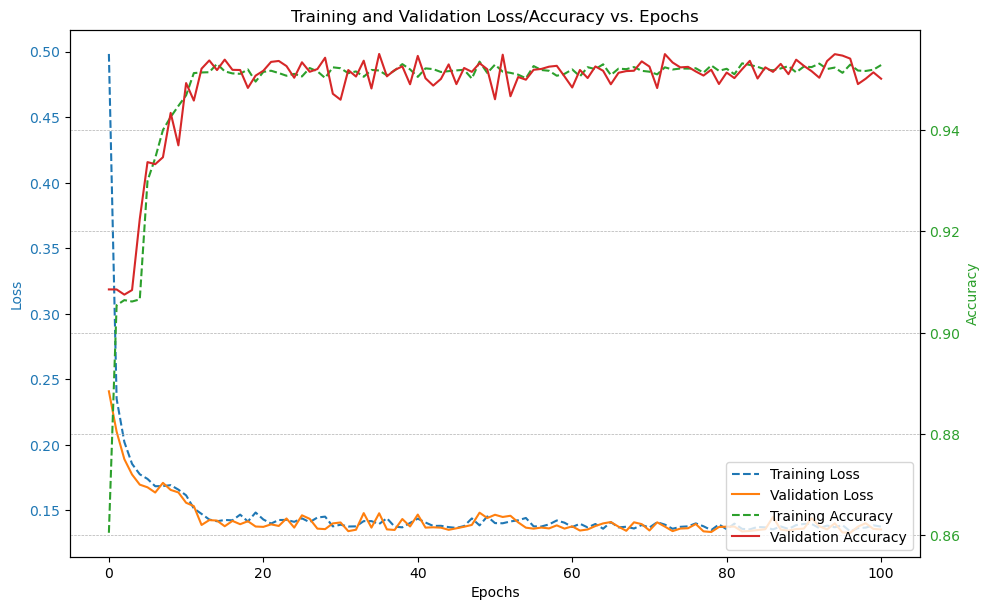 Training and Validation Loss/Accuracy vs. Epochs
0.50
0.45
0.40
0.35
0.30
0.25
0.20
0.15
Loss
0.94
0.92
0.90
0.88
0.86
Accuracy
Training Loss
Validation Loss
Training Accuracy
Validation Accuracy
0 20 40 60 80 100
Epochs